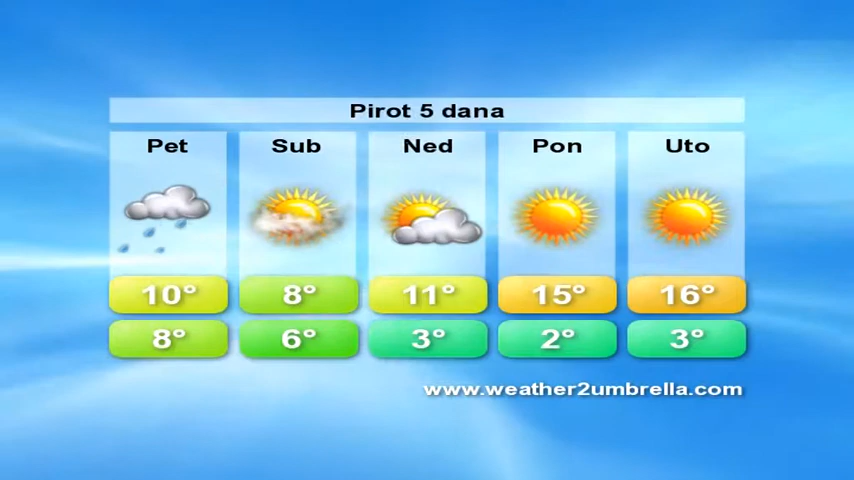 Pirot 5 dana
Pet Sub Ned Pon Uto
10° 8° 11° 15° 16°
8° 6° 3° 2° 3°
www.weather2umbrella.com